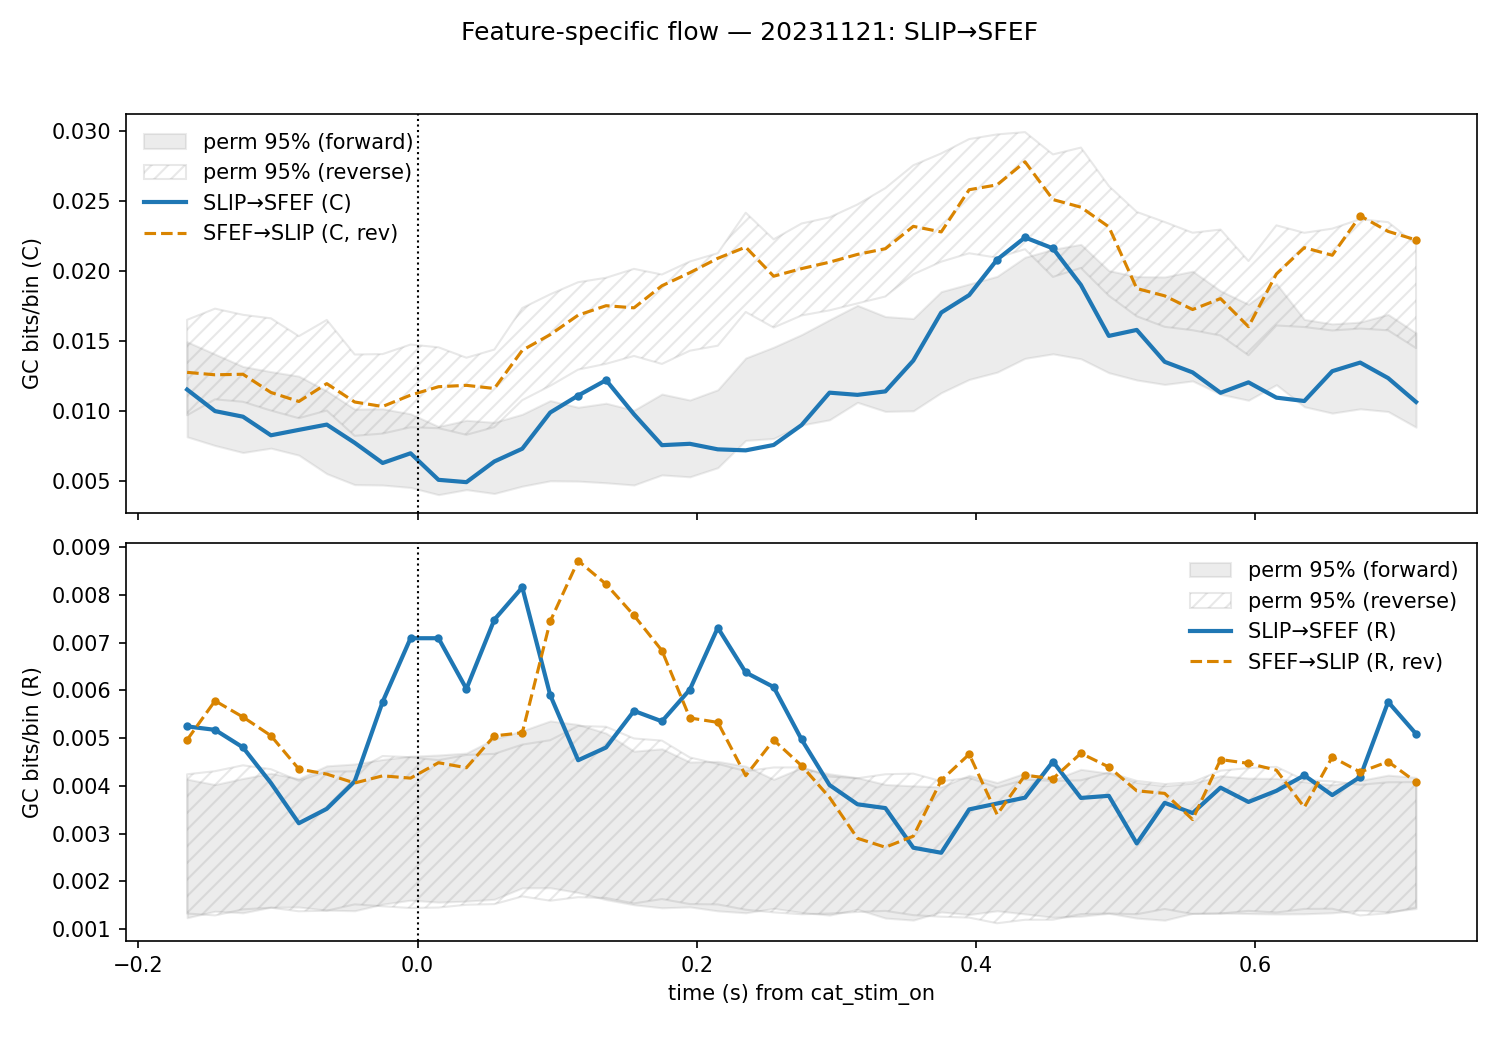 Feature-specific flow — 20231121: SLIP→SFEF
GC bits/bin (C)
0.030
0.025
0.020
0.015
0.010
0.005
perm 95% (forward)
perm 95% (reverse)
SLIP→SFEF (C)
SFEF→SLIP (C, rev)
GC bits/bin (R)
0.009
0.008
0.007
0.006
0.005
0.004
0.003
0.002
0.001
perm 95% (forward)
perm 95% (reverse)
SLIP→SFEF (R)
SFEF→SLIP (R, rev)
−0.2 0.0 0.2 0.4 0.6
time (s) from cat_stim_on